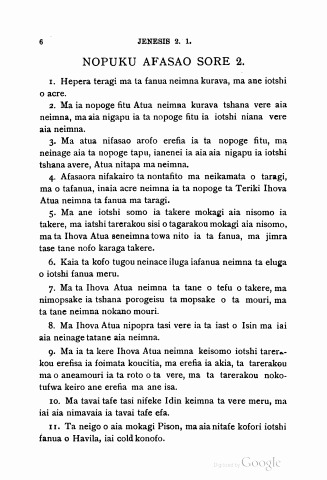 6 JENESIS 2. 1.
NOPUKU AFASAO SORE 2.
1. Hepera teragi ma ta fanua neimna kurava, ma ane iotshi
o acre.
2. Ma ia nopoge fitu Atua neimna kurava tshana vere aia
neimna, ma aia nigapu ia ta nopoge fitu ia iotshi niana vere
aia neimna.
3. Ma atua nifasao arofo erefia ia ta nopoge fitu, ma
neinage aia ta nopoge tapu, ianenei ia aia aia nigapu ia iotshi
tshana avere, Atua nitapa ma neimna.
4. Afasaora nifakairo ta nontafito ma neikamata o taragi,
ma o tafanua, inaia acre neimna ia ta nopoge ta Teriki Ihova
Atua neimna ta fanua ma taragi.
5. Ma ane iotshi somo ia takere mokagi aia nisomo ia
takere, ma iatshi tarerakou sisi o tagarakou mokagi aia nisomo,
ma ta Ihova Atua seneimna towa nito ia ta fanua, ma jimra
tase tane nofo karaga takere.
6. Kaia ta kofo tugou neinace iluga iafanua neimna ta eluga
o iotshi fanua meru.
7. Ma ta Ihova Atua neimna ta tane o tefu o takere, ma
nimopsake ia tshana porogeisu ta mopsake o ta mouri, ma
ta tane neimna nokano mouri.
8. Ma Ihova Atua nipopra tasi vere ia ta iast o Isin ma iai
aia neinage tatane aia neimna.
9. Ma ia ta kere Ihova Atua neimna keisomo iotshi tarera-
kou erefisa ia foimata koucitia, ma erefia ia akia, ta tarerakou
ma o aneamouri ia ta roto o ta vere, ma ta tarerakou noko-
tufwa keiro ane erefia ma ane isa.
10. Ma tavai tafe tasi nifeke Idin keimna ta vere meru, ma
iai aia nimavaia ia tavai tafe efa.
11. Ta neigo o aia mokagi Pison, ma aia nitafe kofori iotshi
fanua o Havila, iai cold konofo.
Digitized by Google